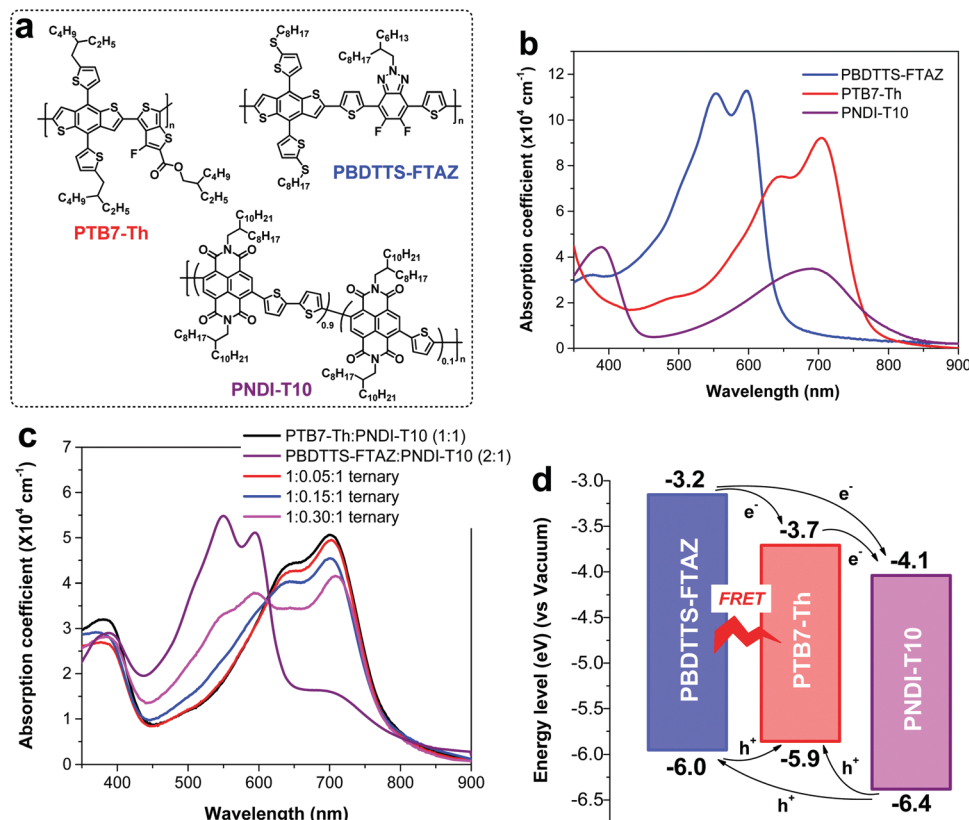 a
C4H9
C2H5
S
S
S
S
S
n
F
O
O
C4H9
C2H5
C4H9
C2H5
PTB7-Th
C8H17
S
S
S
S
S
S
C8H17
C6H13
C8H17
N
N
N
S
S
F
F
n
PBDTTS-FTAZ
C10H21
C8H17
O
N
O
O
N
O
C8H17
C10H21
S
S
0.9
C10H21
C8H17
O
N
O
O
N
O
C8H17
C10H21
S
0.1
n
PNDI-T10
b
Absorption coefficient (x10⁴ cm⁻¹)
12
10
8
6
4
2
0
400
500
600
700
800
900
Wavelength (nm)
PBDTTS-FTAZ
PTB7-Th
PNDI-T10
c
Absorption coefficient (X10⁴ cm⁻¹)
7
6
5
4
3
2
1
0
400
500
600
700
800
900
Wavelength (nm)
PTB7-Th:PNDI-T10 (1:1)
PBDTTS-FTAZ:PNDI-T10 (2:1)
1:0.05:1 ternary
1:0.15:1 ternary
1:0.30:1 ternary
d
Energy level (eV) (vs Vacuum)
-3.0
-3.5
-4.0
-4.5
-5.0
-5.5
-6.0
-6.5
-3.2
e⁻
e⁻
-3.7
e⁻
-4.1
PBDTTS-FTAZ
FRET
PTB7-Th
PNDI-T10
-6.0
h⁺
-5.9
h⁺
h⁺
-6.4